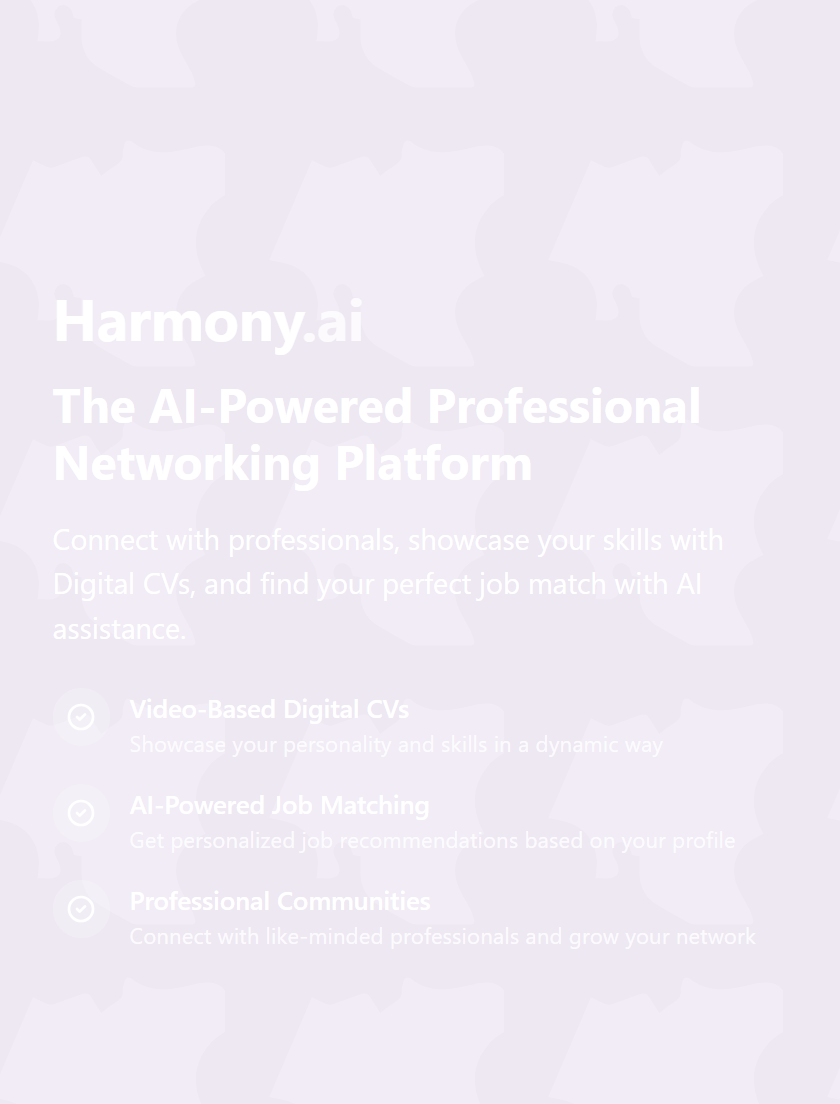 Harmony.ai
The AI-Powered Professional
Networking Platform
Connect with professionals, showcase your skills with
Digital CVs, and find your perfect job match with AI
assistance.
Video-Based Digital CVs
Showcase your personality and skills in a dynamic way
AI-Powered Job Matching
Get personalized job recommendations based on your profile
Professional Communities
Connect with like-minded professionals and grow your network